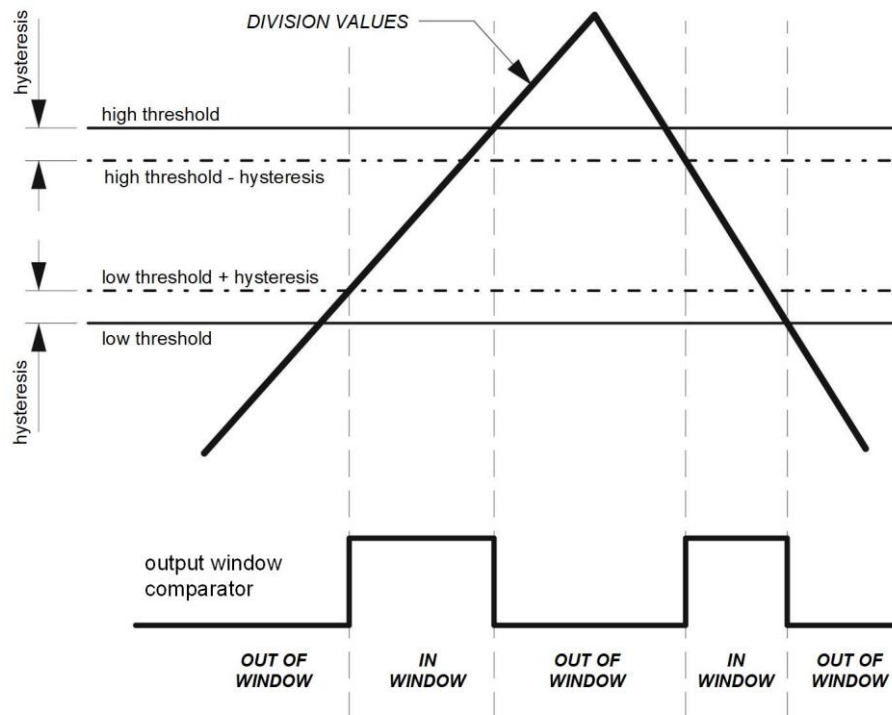 hysteresis
DIVISION VALUES
high threshold
high threshold - hysteresis
low threshold + hysteresis
low threshold
hysteresis
output window
comparator
OUT OF
WINDOW
IN
WINDOW
OUT OF
WINDOW
IN
WINDOW
OUT OF
WINDOW